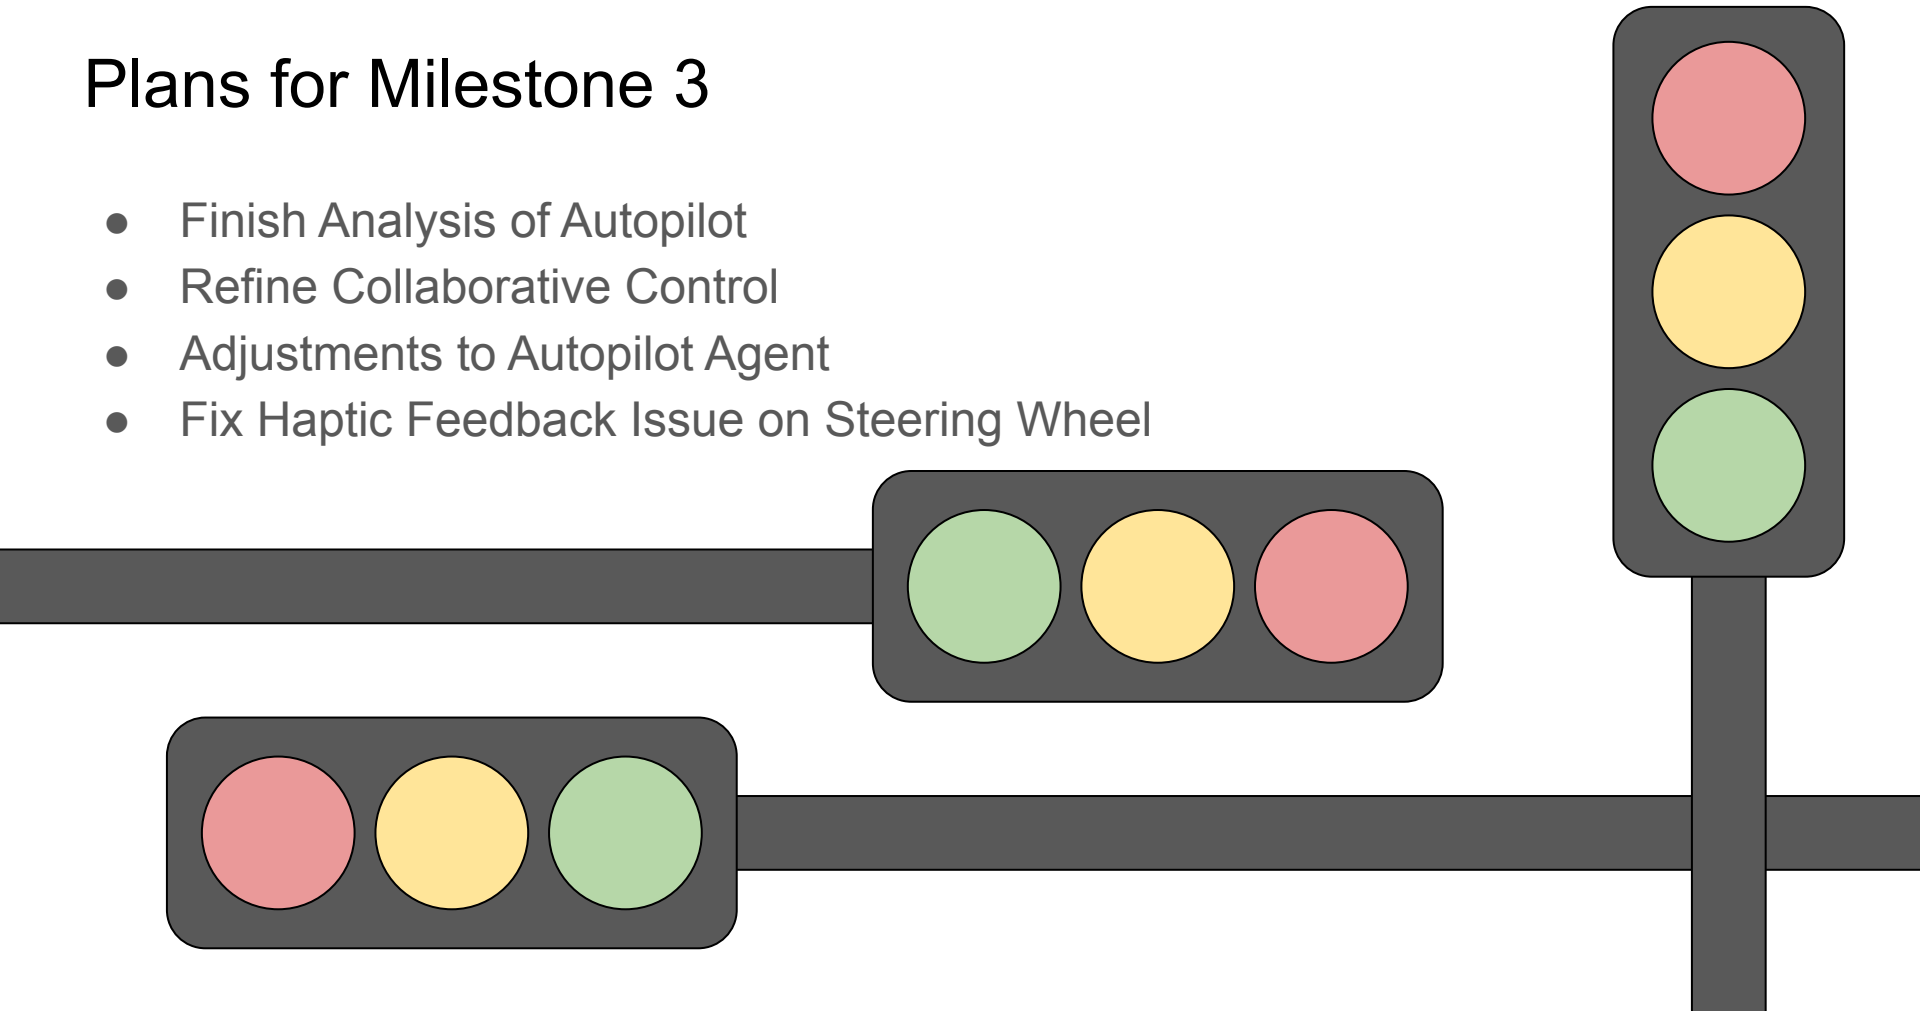 Plans for Milestone 3
● Finish Analysis of Autopilot
● Refine Collaborative Control
● Adjustments to Autopilot Agent
● Fix Haptic Feedback Issue on Steering Wheel